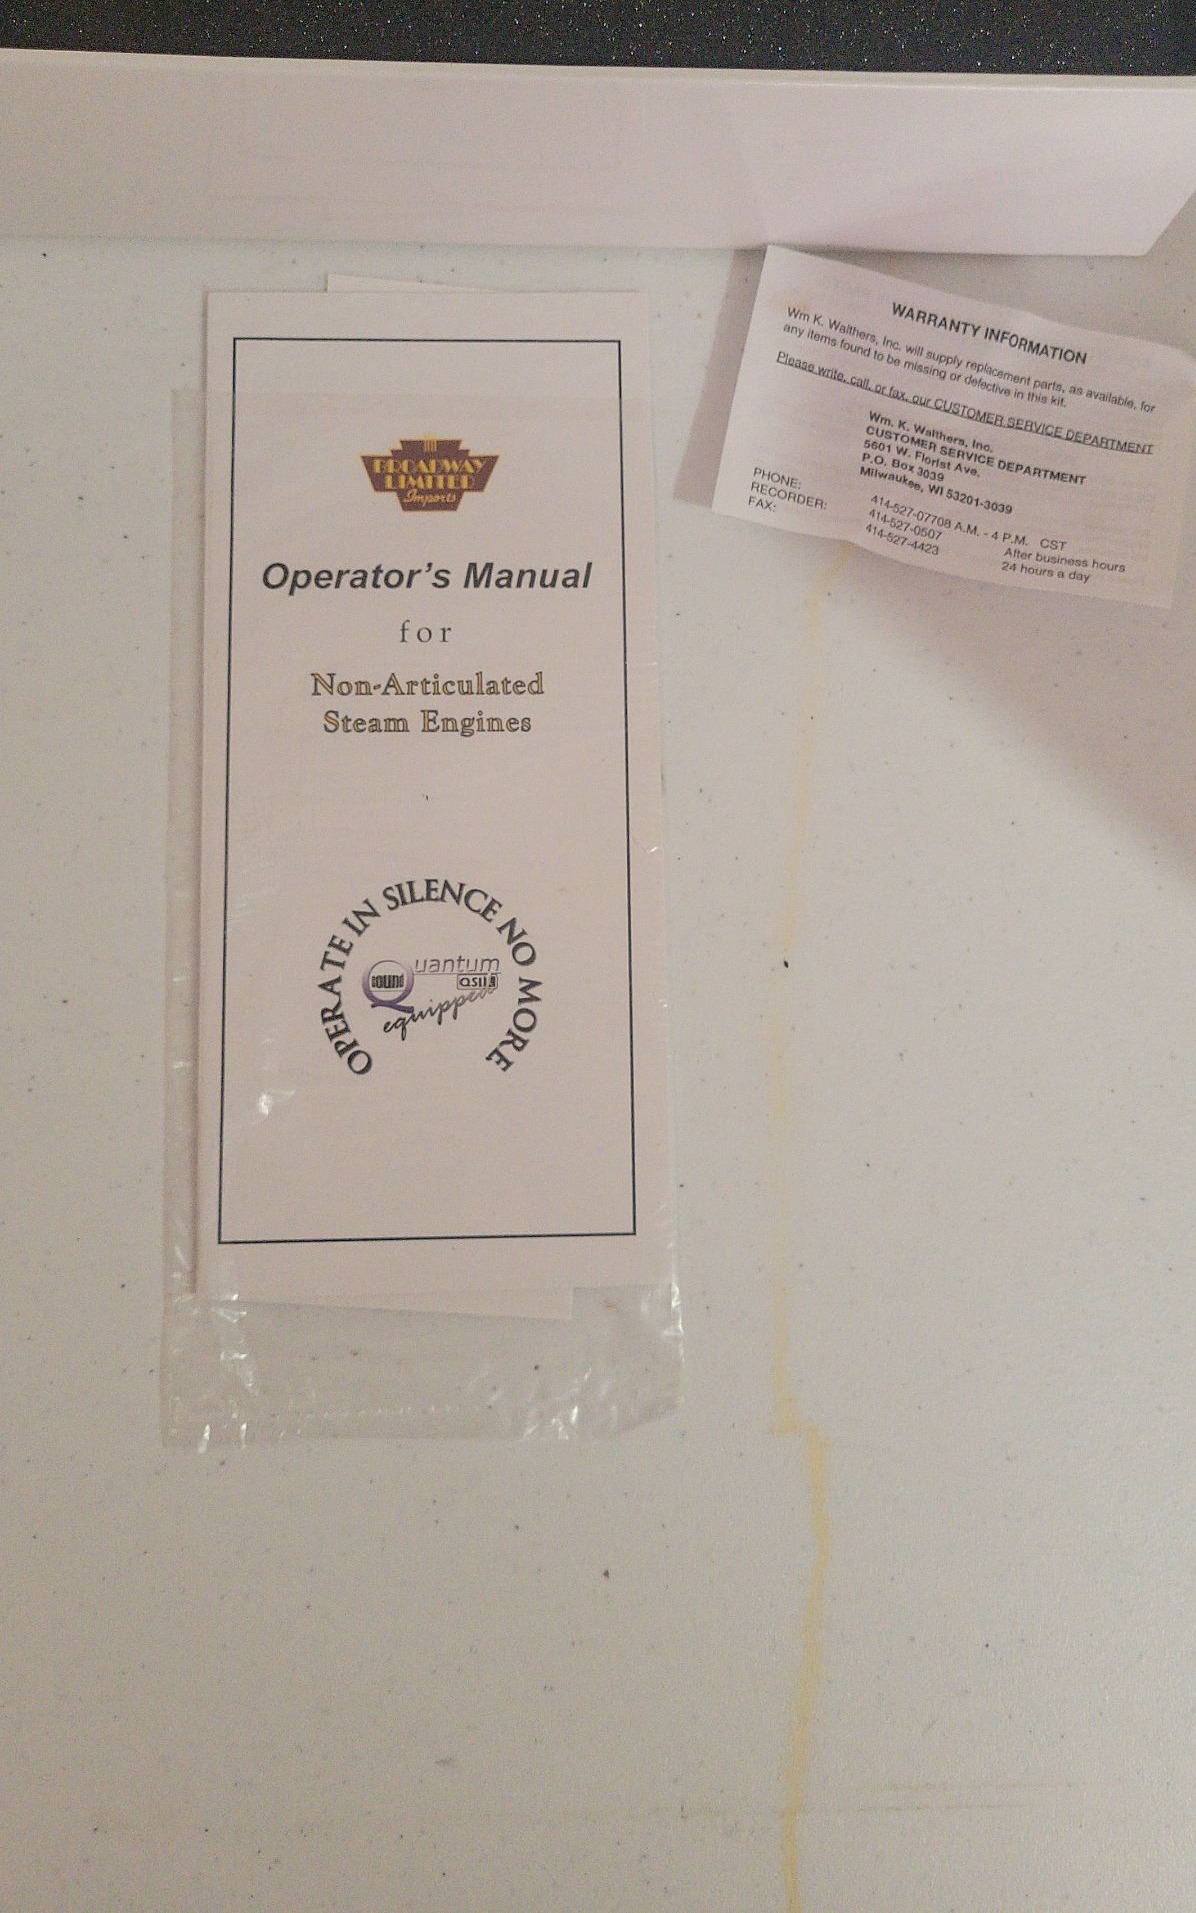 BROADWAY
LIMITED
Imports
Operator's Manual
for
Non-Articulated
Steam Engines
OPERATE IN SILENCE NO MORE
Quantum
SOUND
QSI
equipped
WARRANTY INFORMATION
Wm K. Walthers, Inc. will supply replacement parts, as available, for
any items found to be missing or defective in this kit.
Please write, call, or fax, our CUSTOMER SERVICE DEPARTMENT
Wm. K. Walthers, Inc.
CUSTOMER SERVICE DEPARTMENT
5601 W. Florist Ave.
P.O. Box 3039
Milwaukee, WI 53201-3039
PHONE: 414-527-07708 A.M. - 4 P.M. CST
RECORDER: 414-527-0507 After business hours
FAX: 414-527-4423 24 hours a day